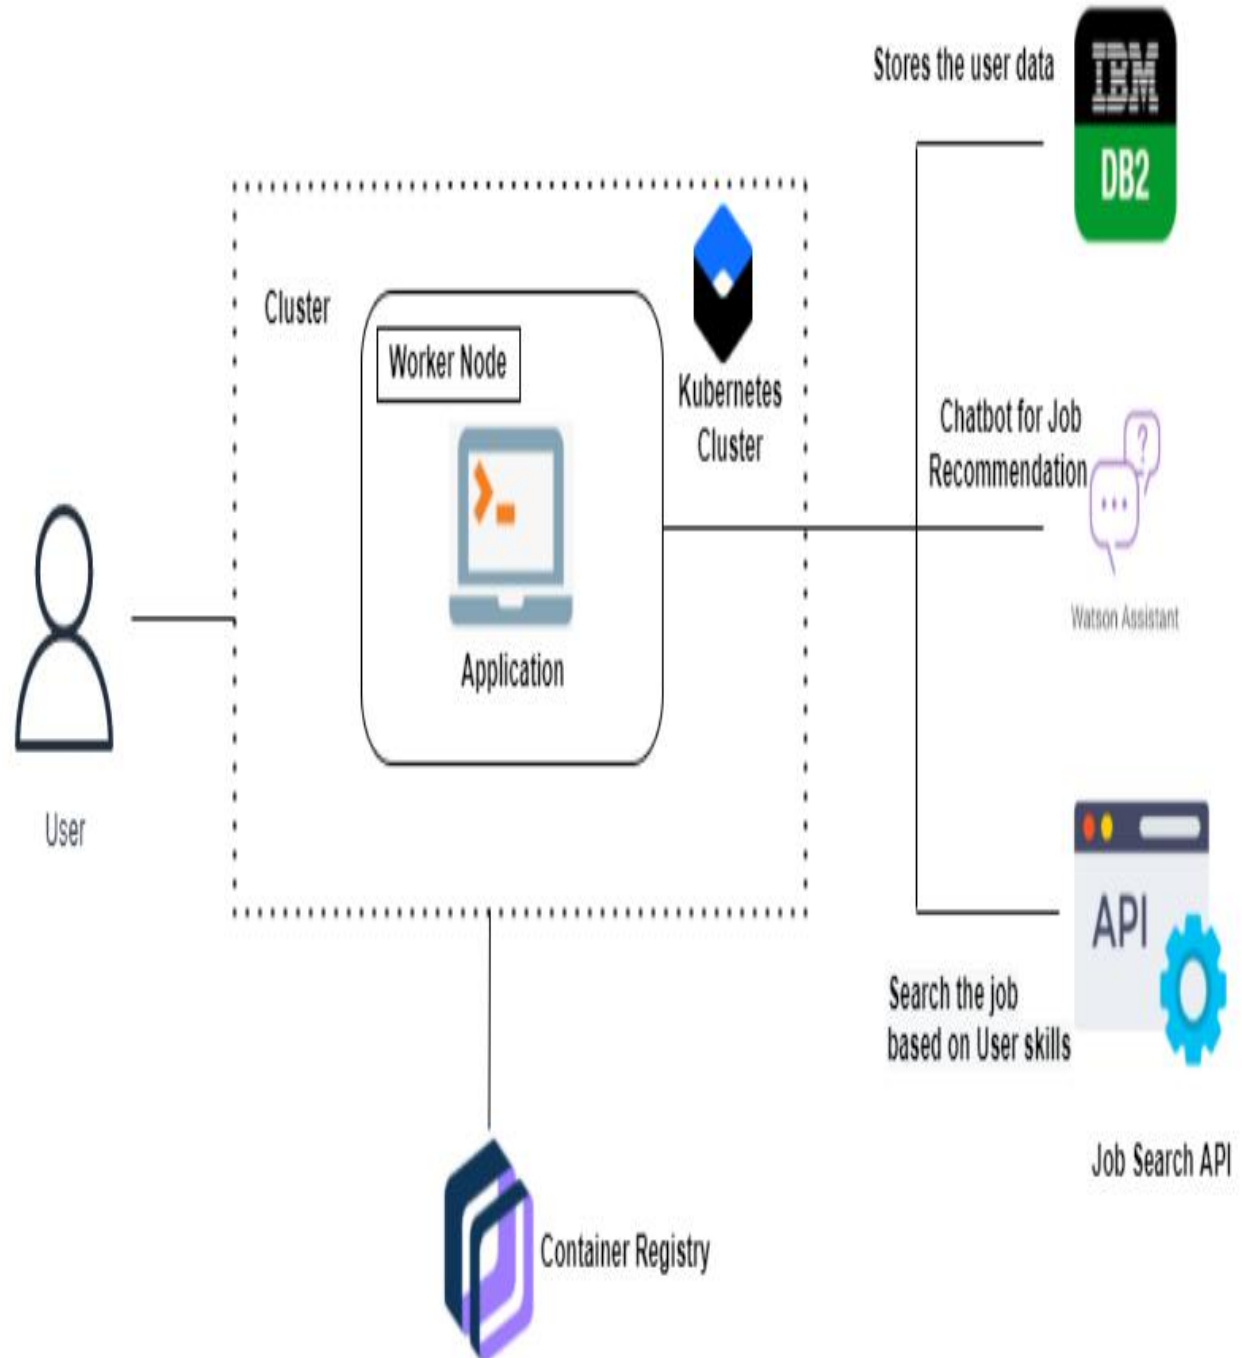 Stores the user data
IBM
DB2
Cluster
Worker Node
Kubernetes
Cluster
Chatbot for Job
Recommendation
?
...
Watson Assistant
Application
User
API
Search the job
based on User skills
Job Search API
Container Registry